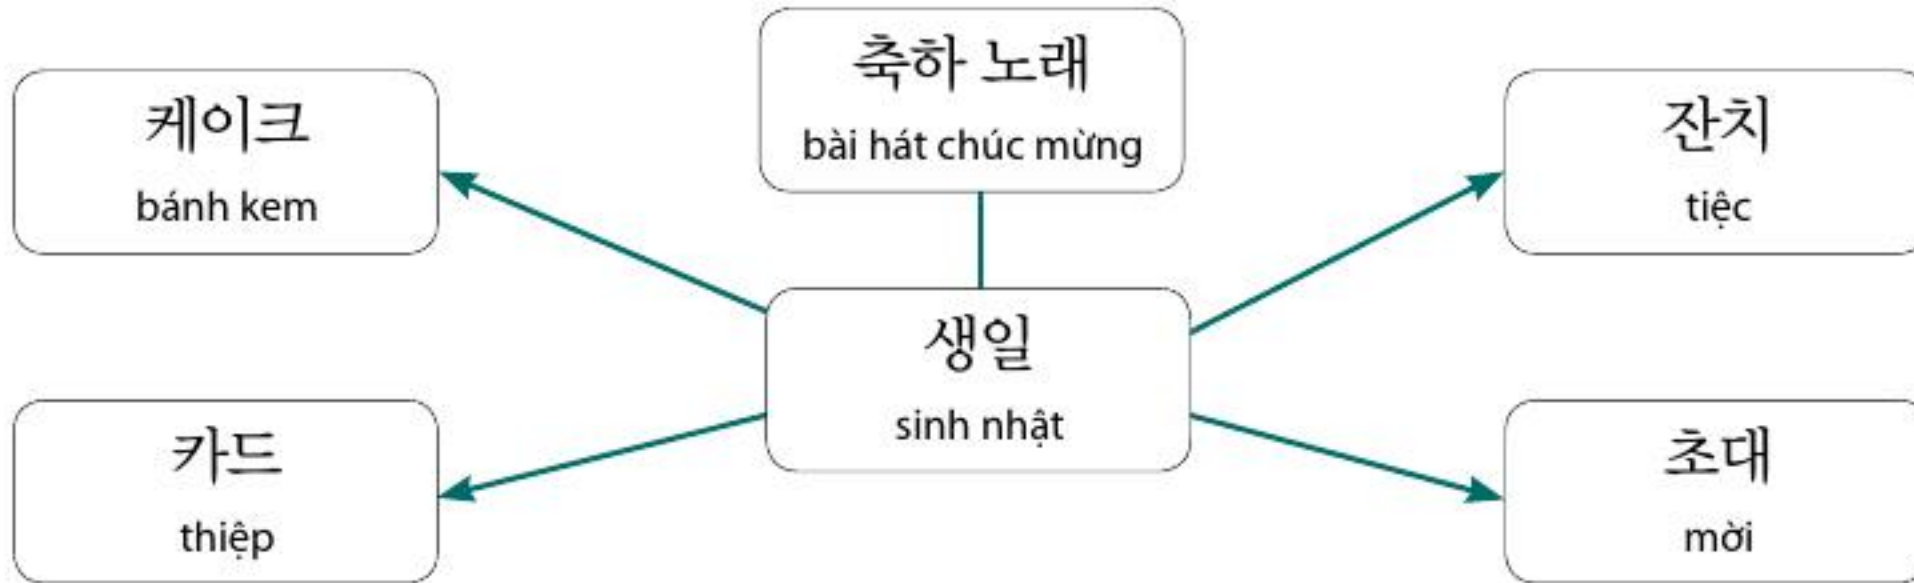 축하 노래
bài hát chúc mừng
케이크
bánh kem
잔치
tiệc
생일
sinh nhật
카드
thiệp
초대
mời